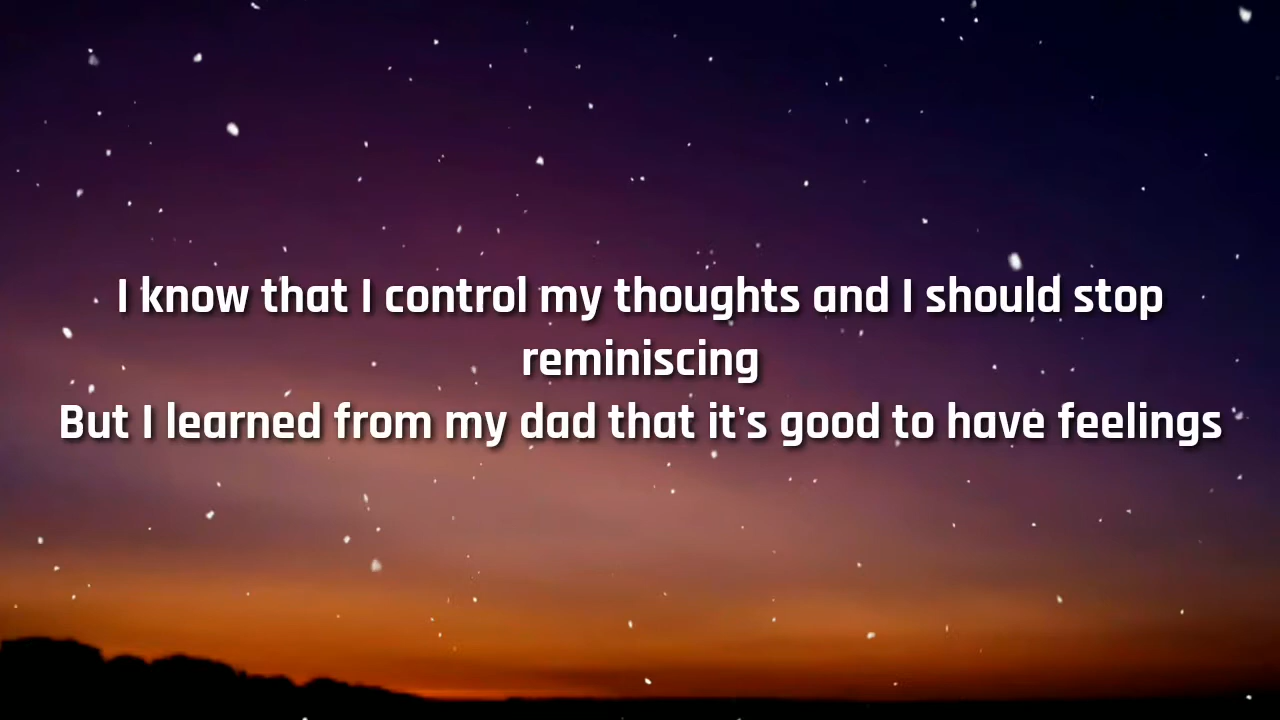 I know that I control my thoughts and I should stop
reminiscing
But I learned from my dad that it's good to have feelings